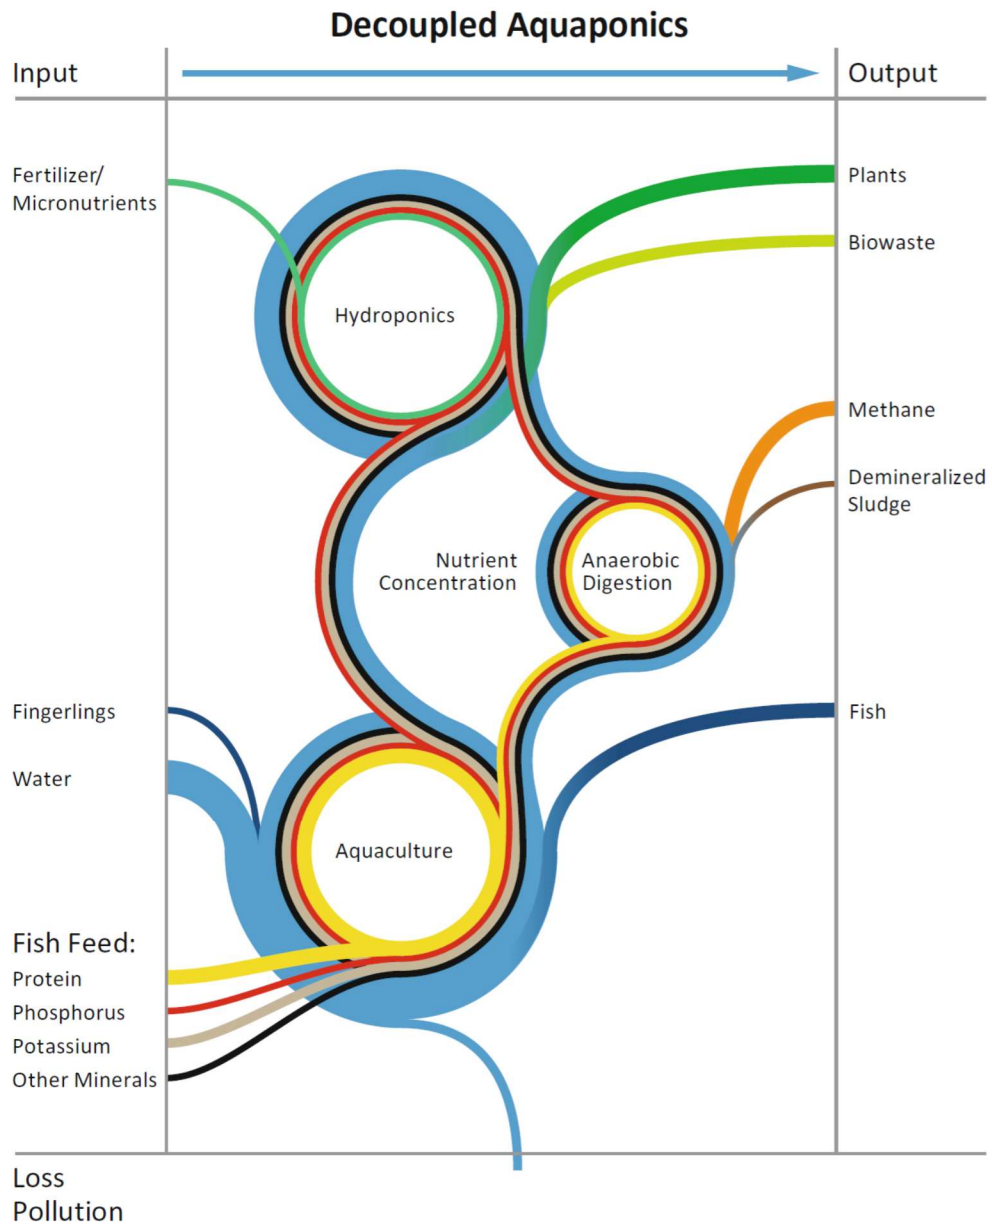 Decoupled Aquaponics
Input
Output
Fertilizer/
Micronutrients
Plants
Biowaste
Hydroponics
Methane
Demineralized
Sludge
Nutrient
Concentration
Anaerobic
Digestion
Fingerlings
Fish
Water
Aquaculture
Fish Feed:
Protein
Phosphorus
Potassium
Other Minerals
Loss
Pollution